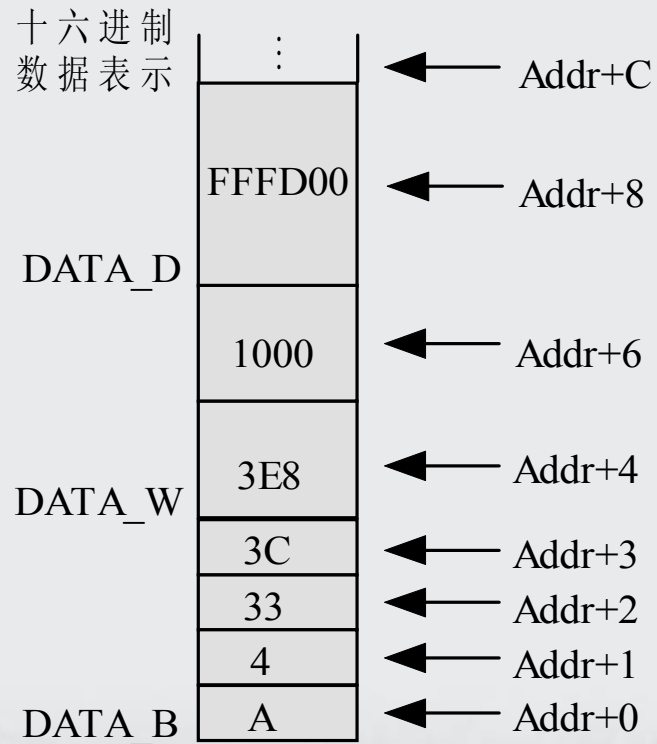 十六进制
数据表示
⋮
Addr+C
FFFD00
Addr+8
DATA_D
1000
Addr+6
3E8
Addr+4
DATA_W
3C
Addr+3
33
Addr+2
4
Addr+1
DATA_B
A
Addr+0